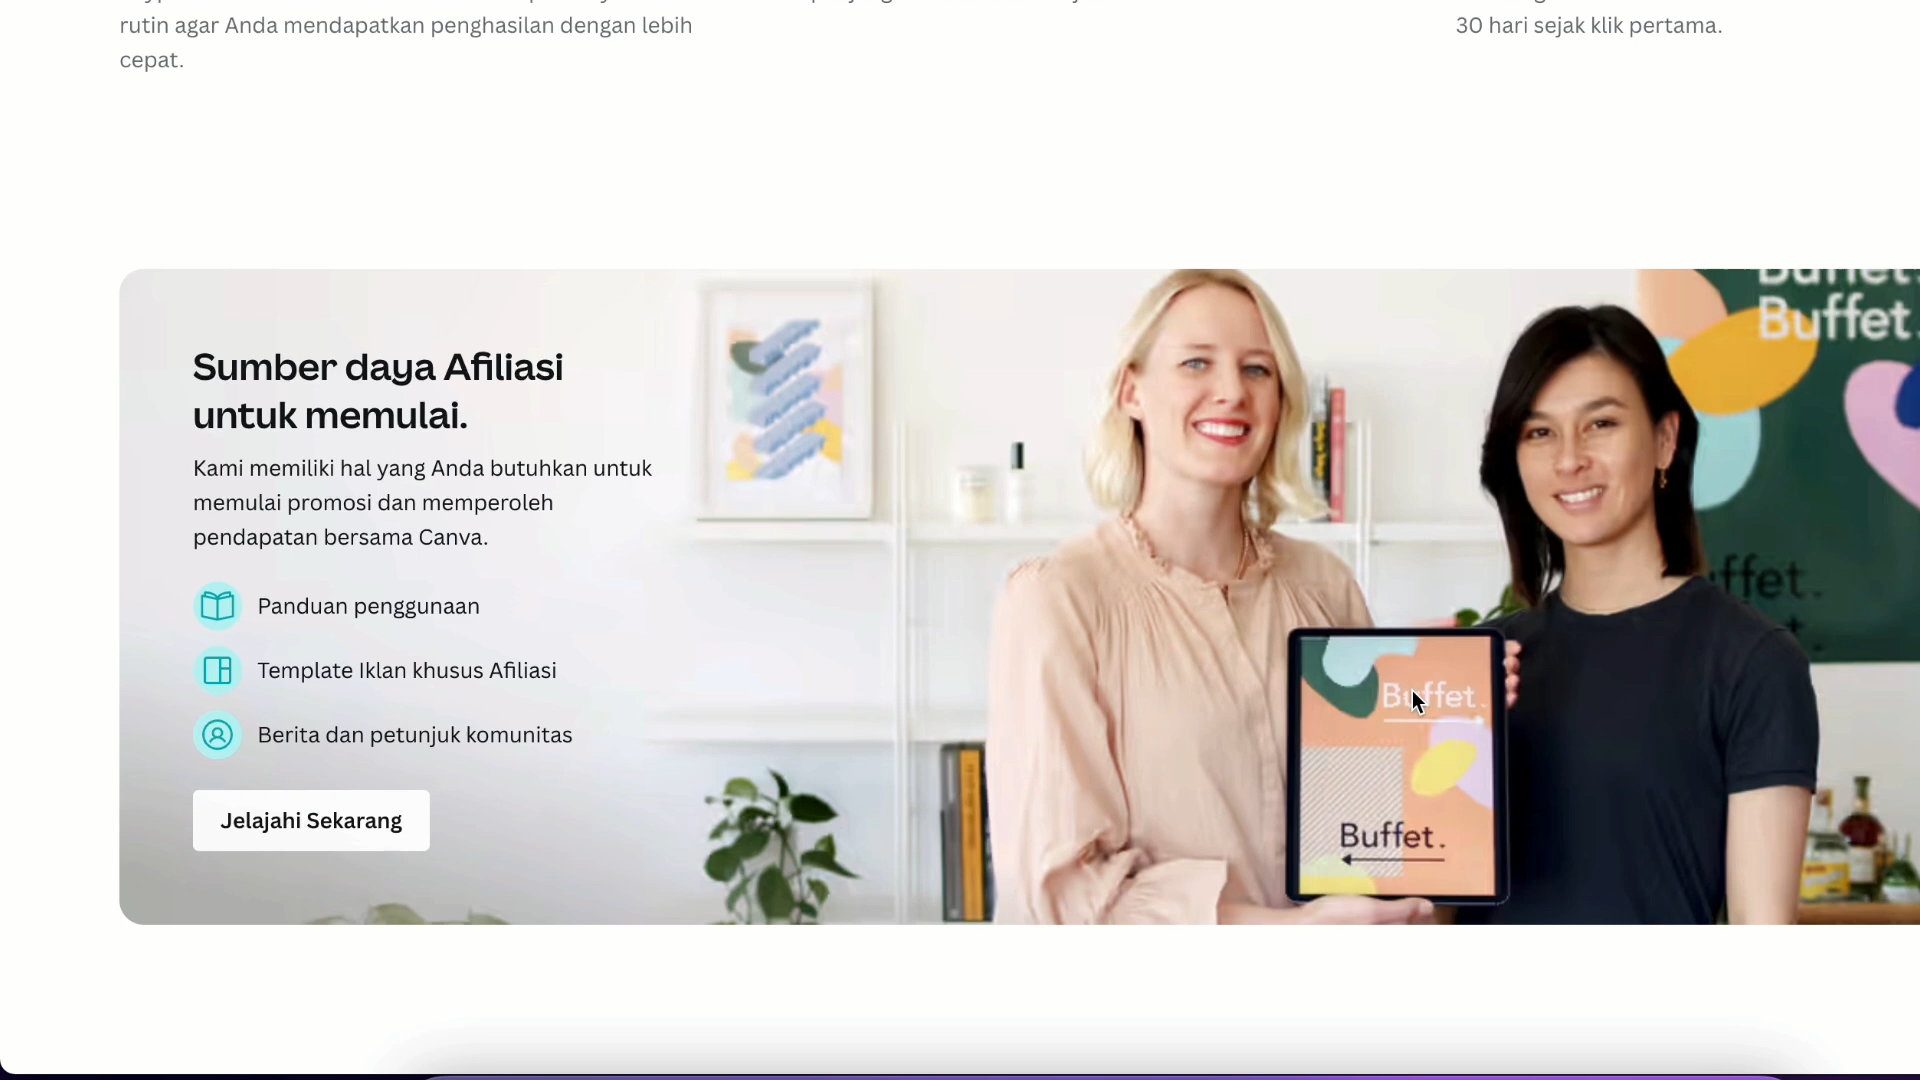 rutin agar Anda mendapatkan penghasilan dengan lebih
cepat.
30 hari sejak klik pertama.
Sumber daya Afiliasi
untuk memulai.
Kami memiliki hal yang Anda butuhkan untuk
memulai promosi dan memperoleh
pendapatan bersama Canva.
Panduan penggunaan
Template Iklan khusus Afiliasi
Berita dan petunjuk komunitas
Jelajahi Sekarang
Buffet.
Buffet.
Buffet.
Buffet.